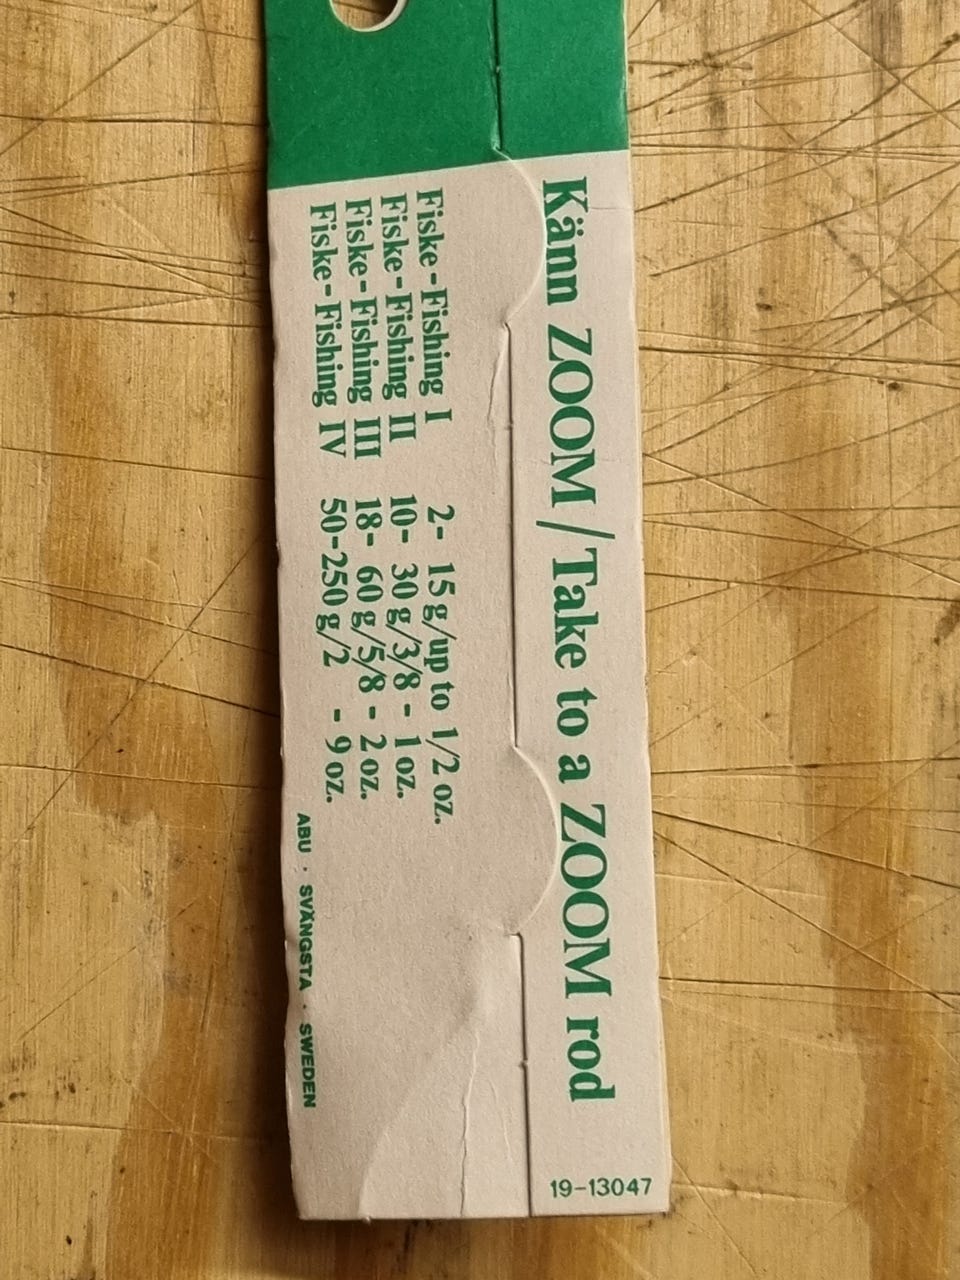 Känn ZOOM / Take to a ZOOM rod
Fiske-Fishing I 2- 15 g/up to 1/2 oz.
Fiske-Fishing II 10- 30 g/3/8 - 1 oz.
Fiske-Fishing III 18- 60 g/5/8 - 2 oz.
Fiske-Fishing IV 50-250 g/2 - 9 oz.
ABU · SVÄNGSTA · SWEDEN
19-13047